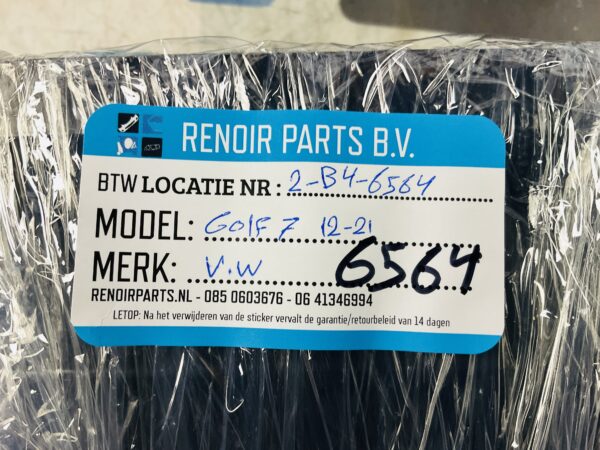 RENOIR PARTS B.V.
BTW LOCATIE NR : 2-B4-6564
MODEL: GOlF 7 12-21
MERK: V.W 6564
RENOIRPARTS.NL - 085 0603676 - 06 41346994
LETOP: Na het verwijderen van de sticker vervalt de garantie/retourbeleid van 14 dagen